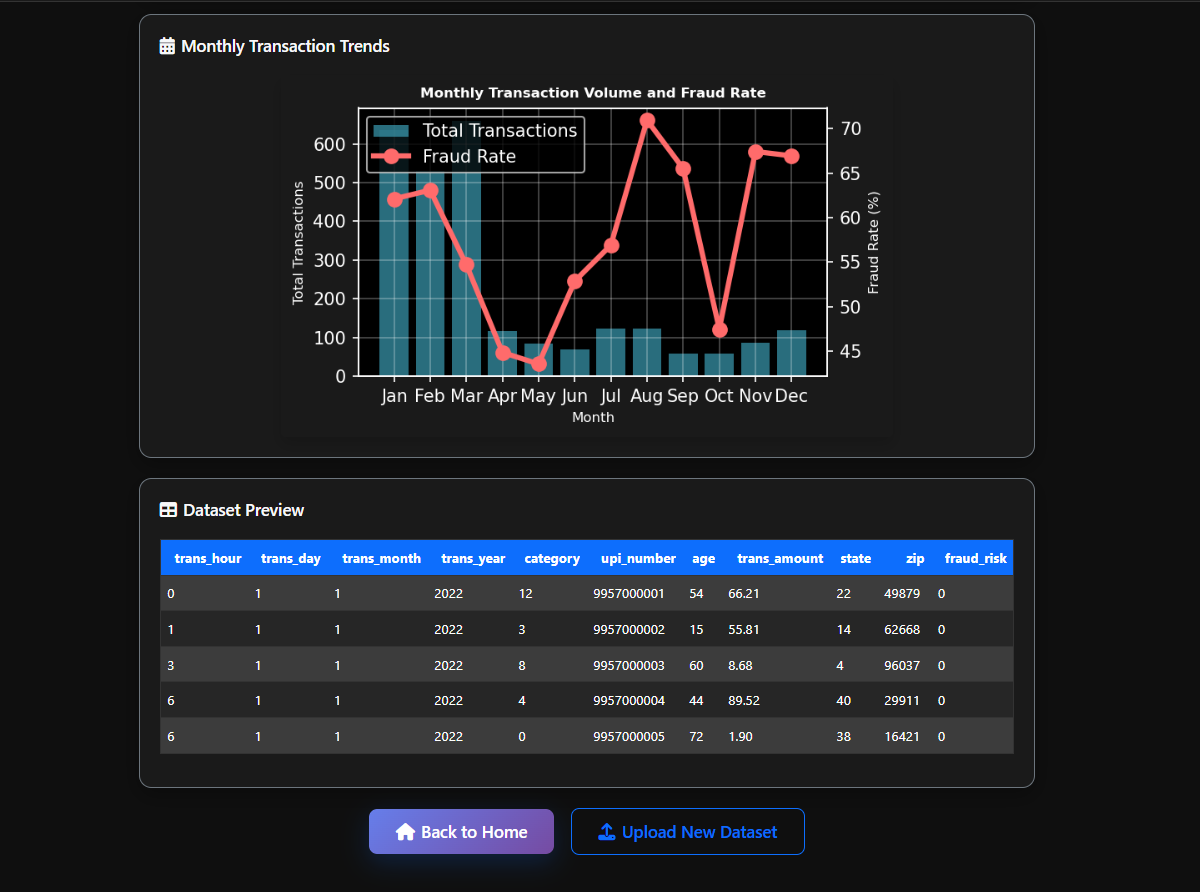 Monthly Transaction Trends
Monthly Transaction Volume and Fraud Rate
Total Transactions
Fraud Rate
600
500
400
300
200
100
0
Total Transactions
70
65
60
55
50
45
Fraud Rate (%)
Jan Feb Mar Apr May Jun Jul Aug Sep Oct Nov Dec
Month
Dataset Preview
trans_hour trans_day trans_month trans_year category upi_number age trans_amount state zip fraud_risk
0 1 1 2022 12 9957000001 54 66.21 22 49879 0
1 1 1 2022 3 9957000002 15 55.81 14 62668 0
3 1 1 2022 8 9957000003 60 8.68 4 96037 0
6 1 1 2022 4 9957000004 44 89.52 40 29911 0
6 1 1 2022 0 9957000005 72 1.90 38 16421 0
Back to Home
Upload New Dataset